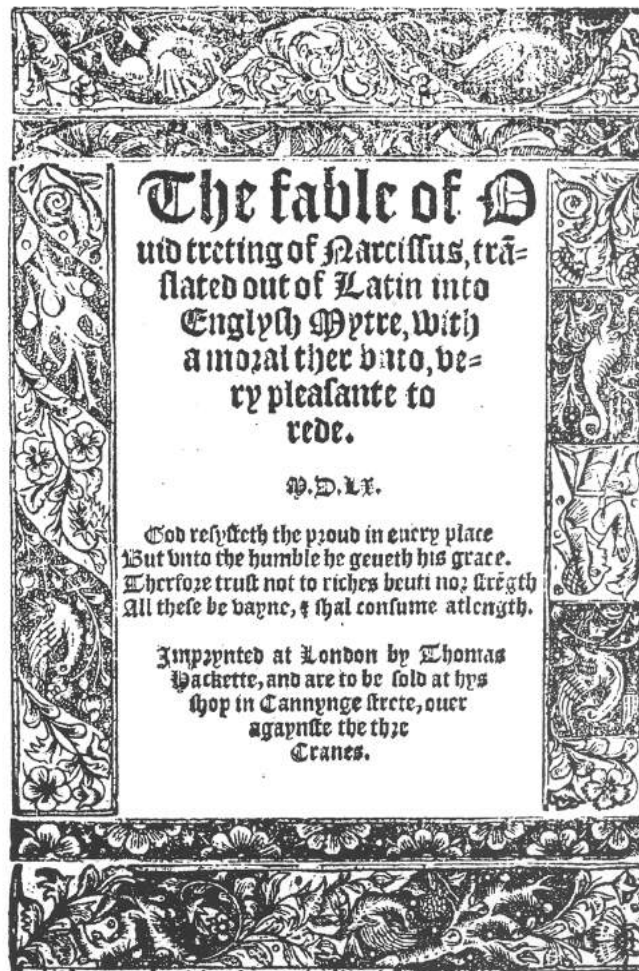 The fable of O
uid treting of Narcissus, trā=
slated out of Latin into
Englysh Mytre, with
a moral ther vnto, ve=
ry pleasante to
rede.
M.D.LX.
God resysteth the proud in euery place
But vnto the humble he geueth his grace.
Therfore trust not to riches beuti nor strēgth
All these be vayne, & shal consume atlength.
Imprynted at London by Thomas
Hackette, and are to be sold at hys
shop in Cannynge strete, ouer
agaynste the thre
Cranes.